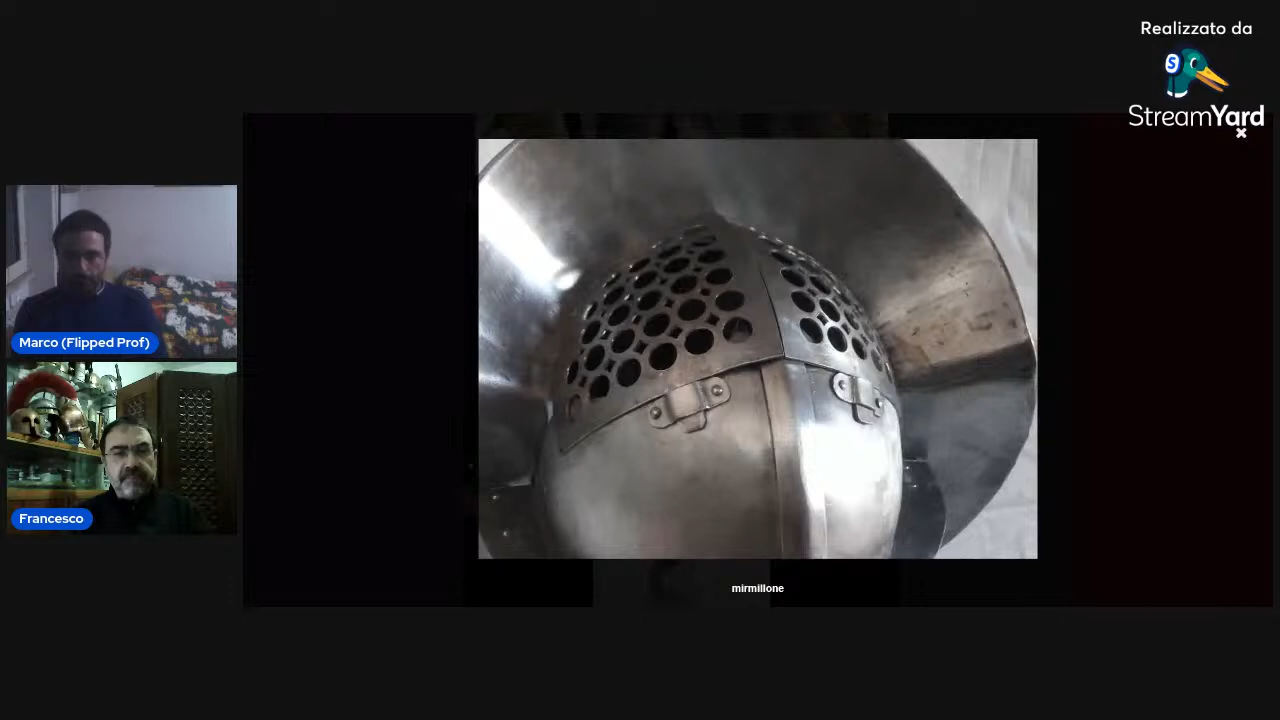 Realizzato da
StreamYard
Marco (Flipped Prof)
Francesco
mirmillone